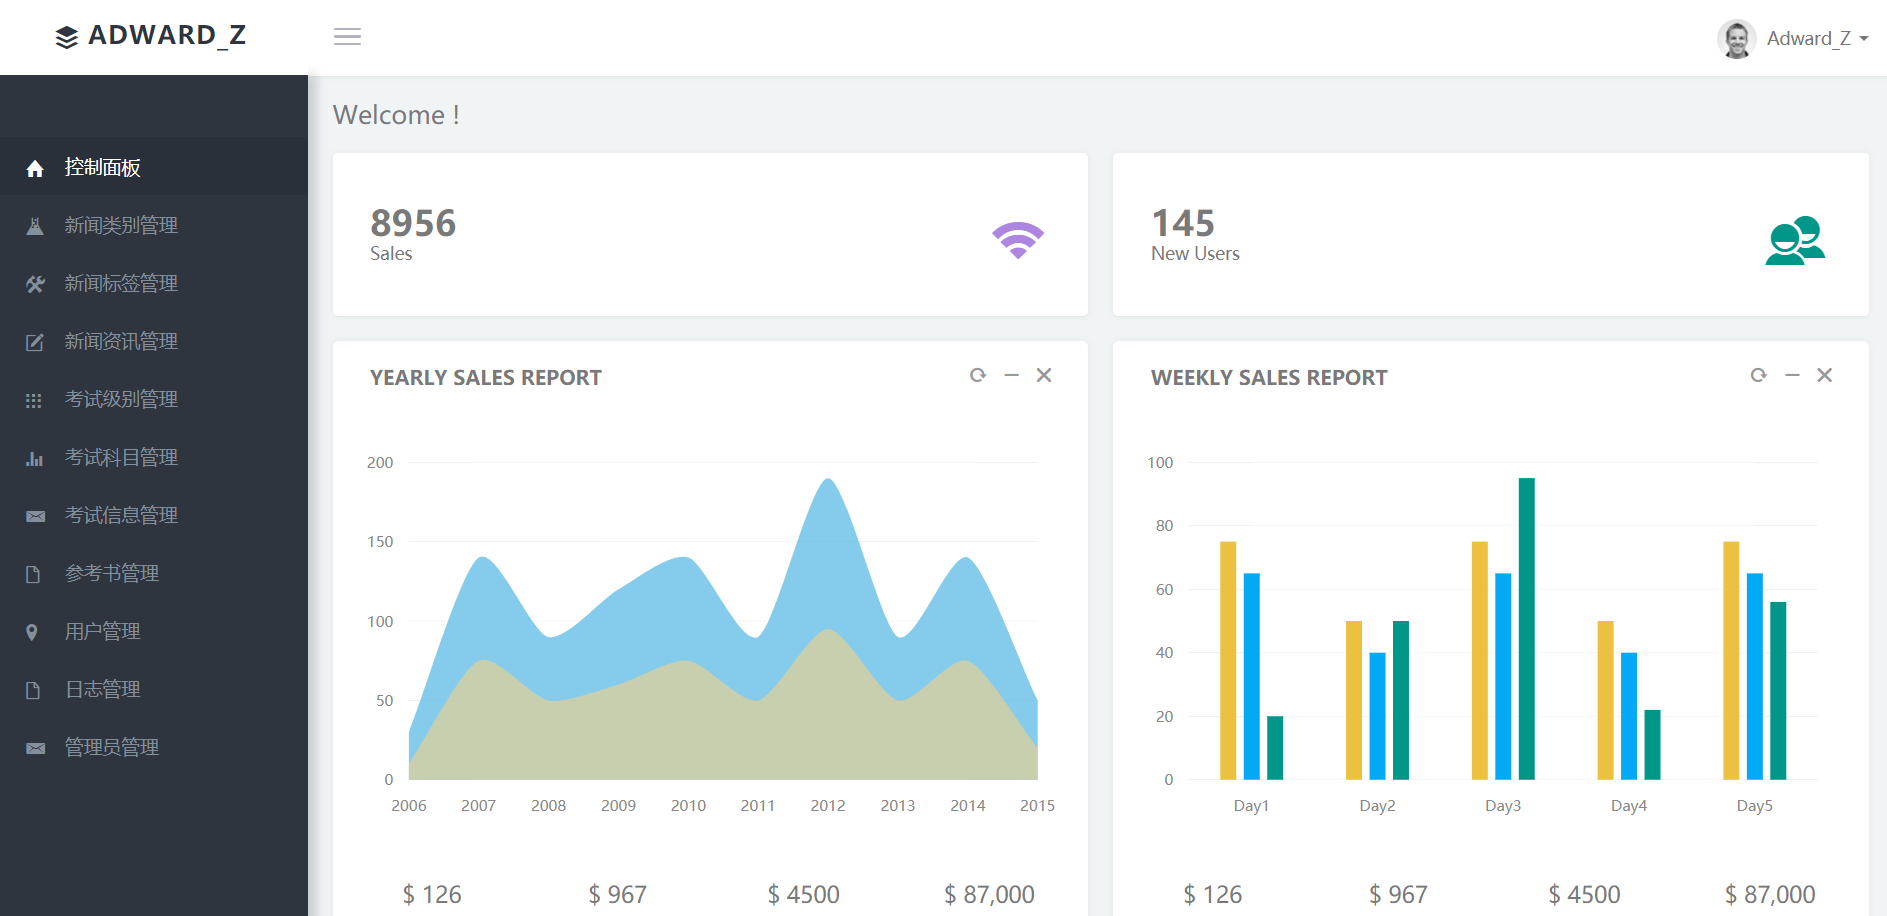 ADWARD_Z
Adward_Z
控制面板
新闻类别管理
新闻标签管理
新闻资讯管理
考试级别管理
考试科目管理
考试信息管理
参考书管理
用户管理
日志管理
管理员管理
Welcome !
8956
Sales
145
New Users
YEARLY SALES REPORT
200
150
100
50
0
2006 2007 2008 2009 2010 2011 2012 2013 2014 2015
$ 126 $ 967 $ 4500 $ 87,000
WEEKLY SALES REPORT
100
80
60
40
20
0
Day1 Day2 Day3 Day4 Day5
$ 126 $ 967 $ 4500 $ 87,000